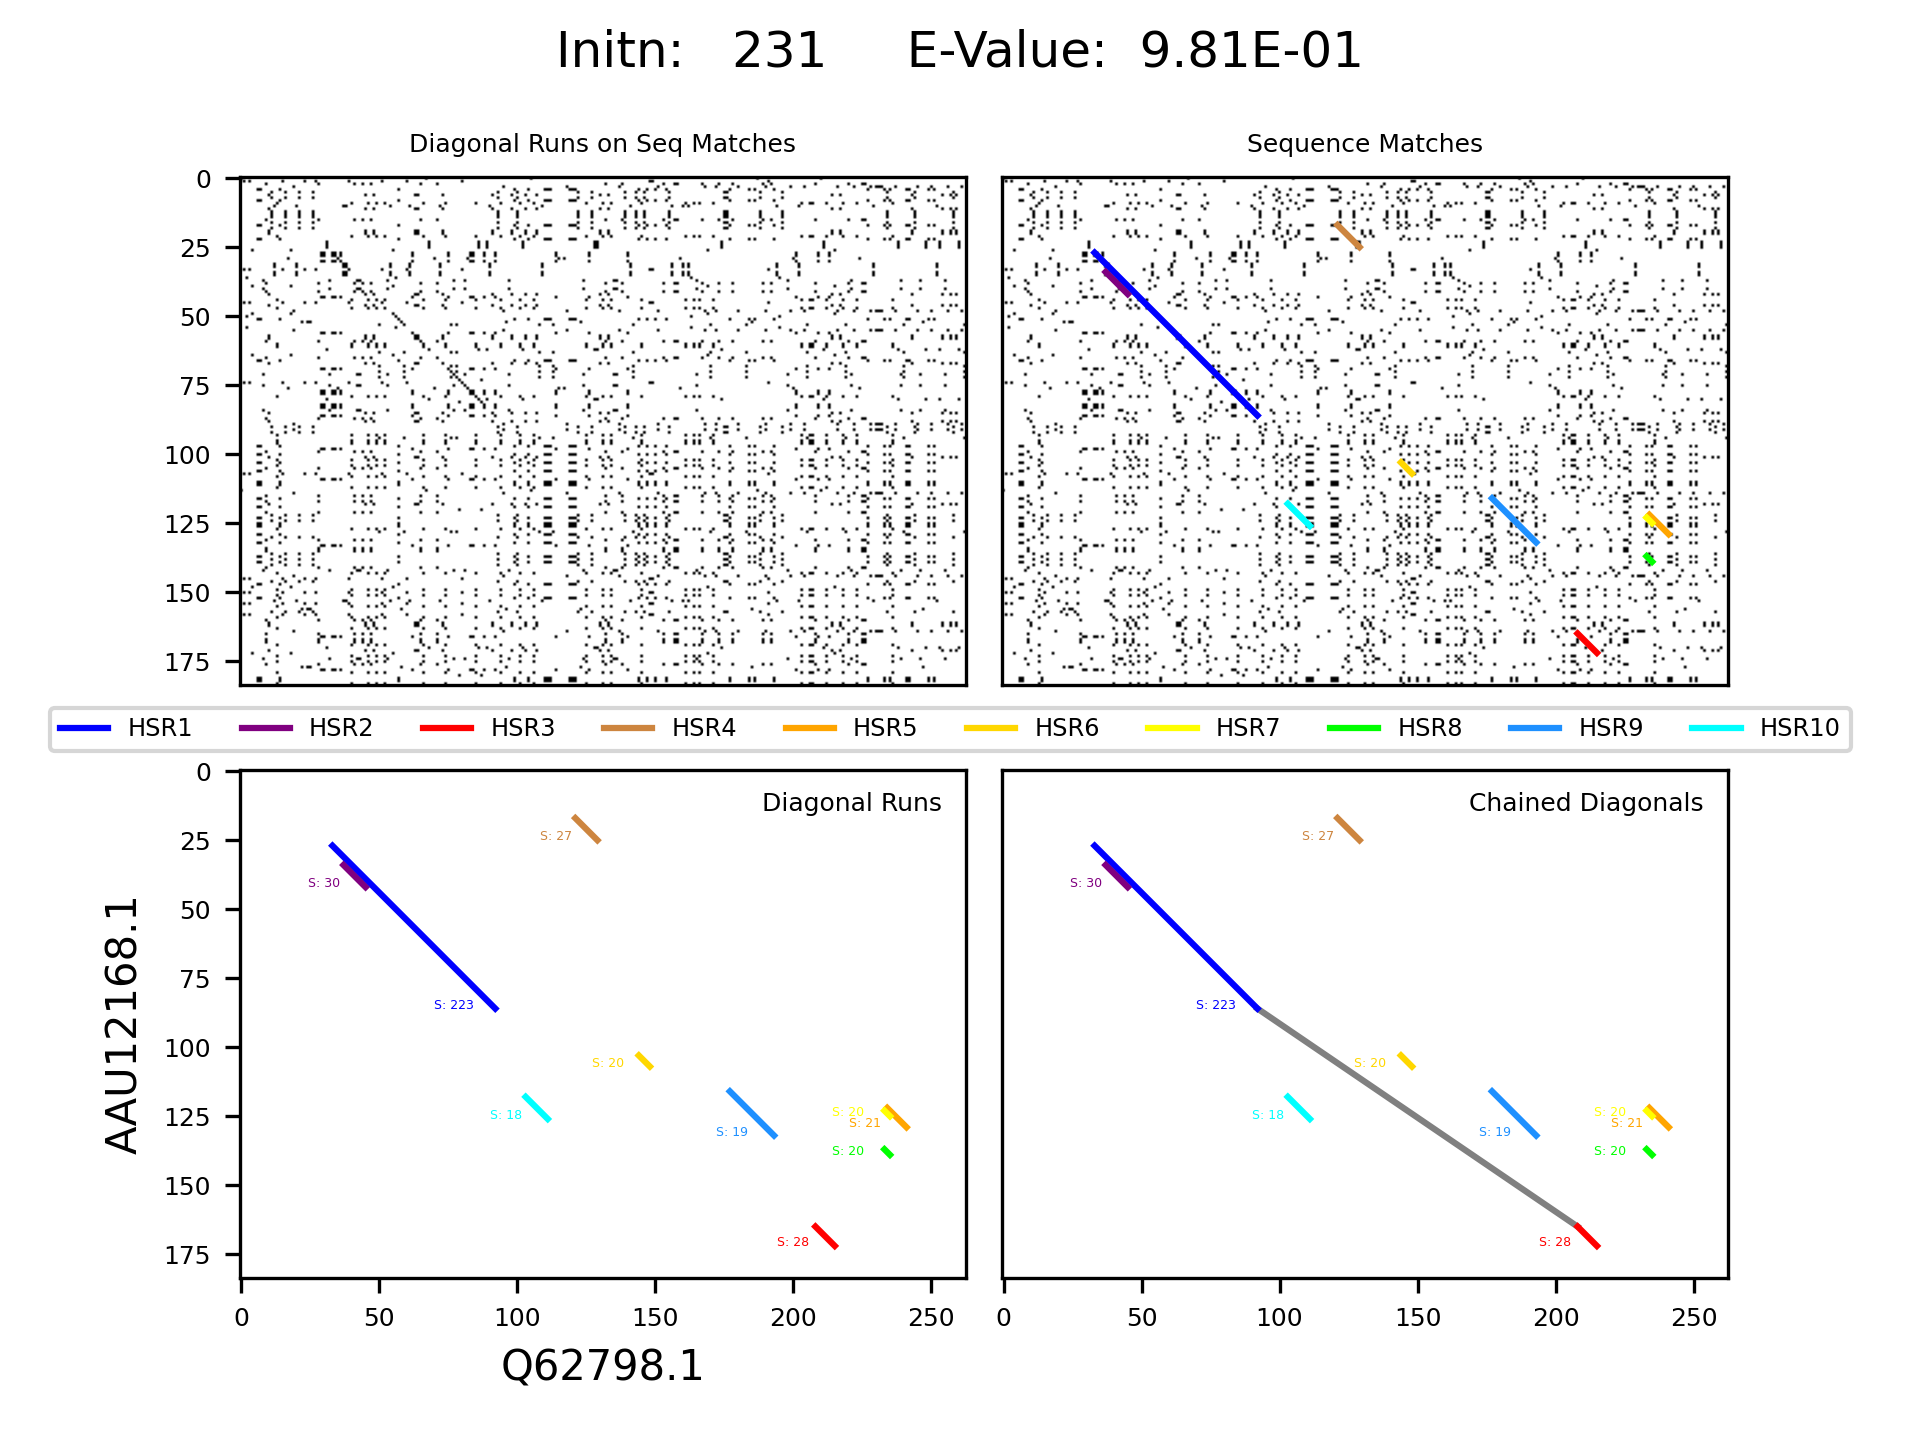 Initn: 231 E-Value: 9.81E-01
Diagonal Runs on Seq Matches
Sequence Matches
0
25
50
75
100
125
150
175
HSR1 HSR2 HSR3 HSR4 HSR5 HSR6 HSR7 HSR8 HSR9 HSR10
Diagonal Runs
0
25
50
75
100
125
150
175
AAU12168.1
S: 27
S: 30
S: 223
S: 20
S: 18
S: 19
S: 20
S: 21
S: 20
S: 28
0 50 100 150 200 250
Q62798.1
Chained Diagonals
S: 27
S: 30
S: 223
S: 20
S: 18
S: 19
S: 20
S: 21
S: 20
S: 28
0 50 100 150 200 250